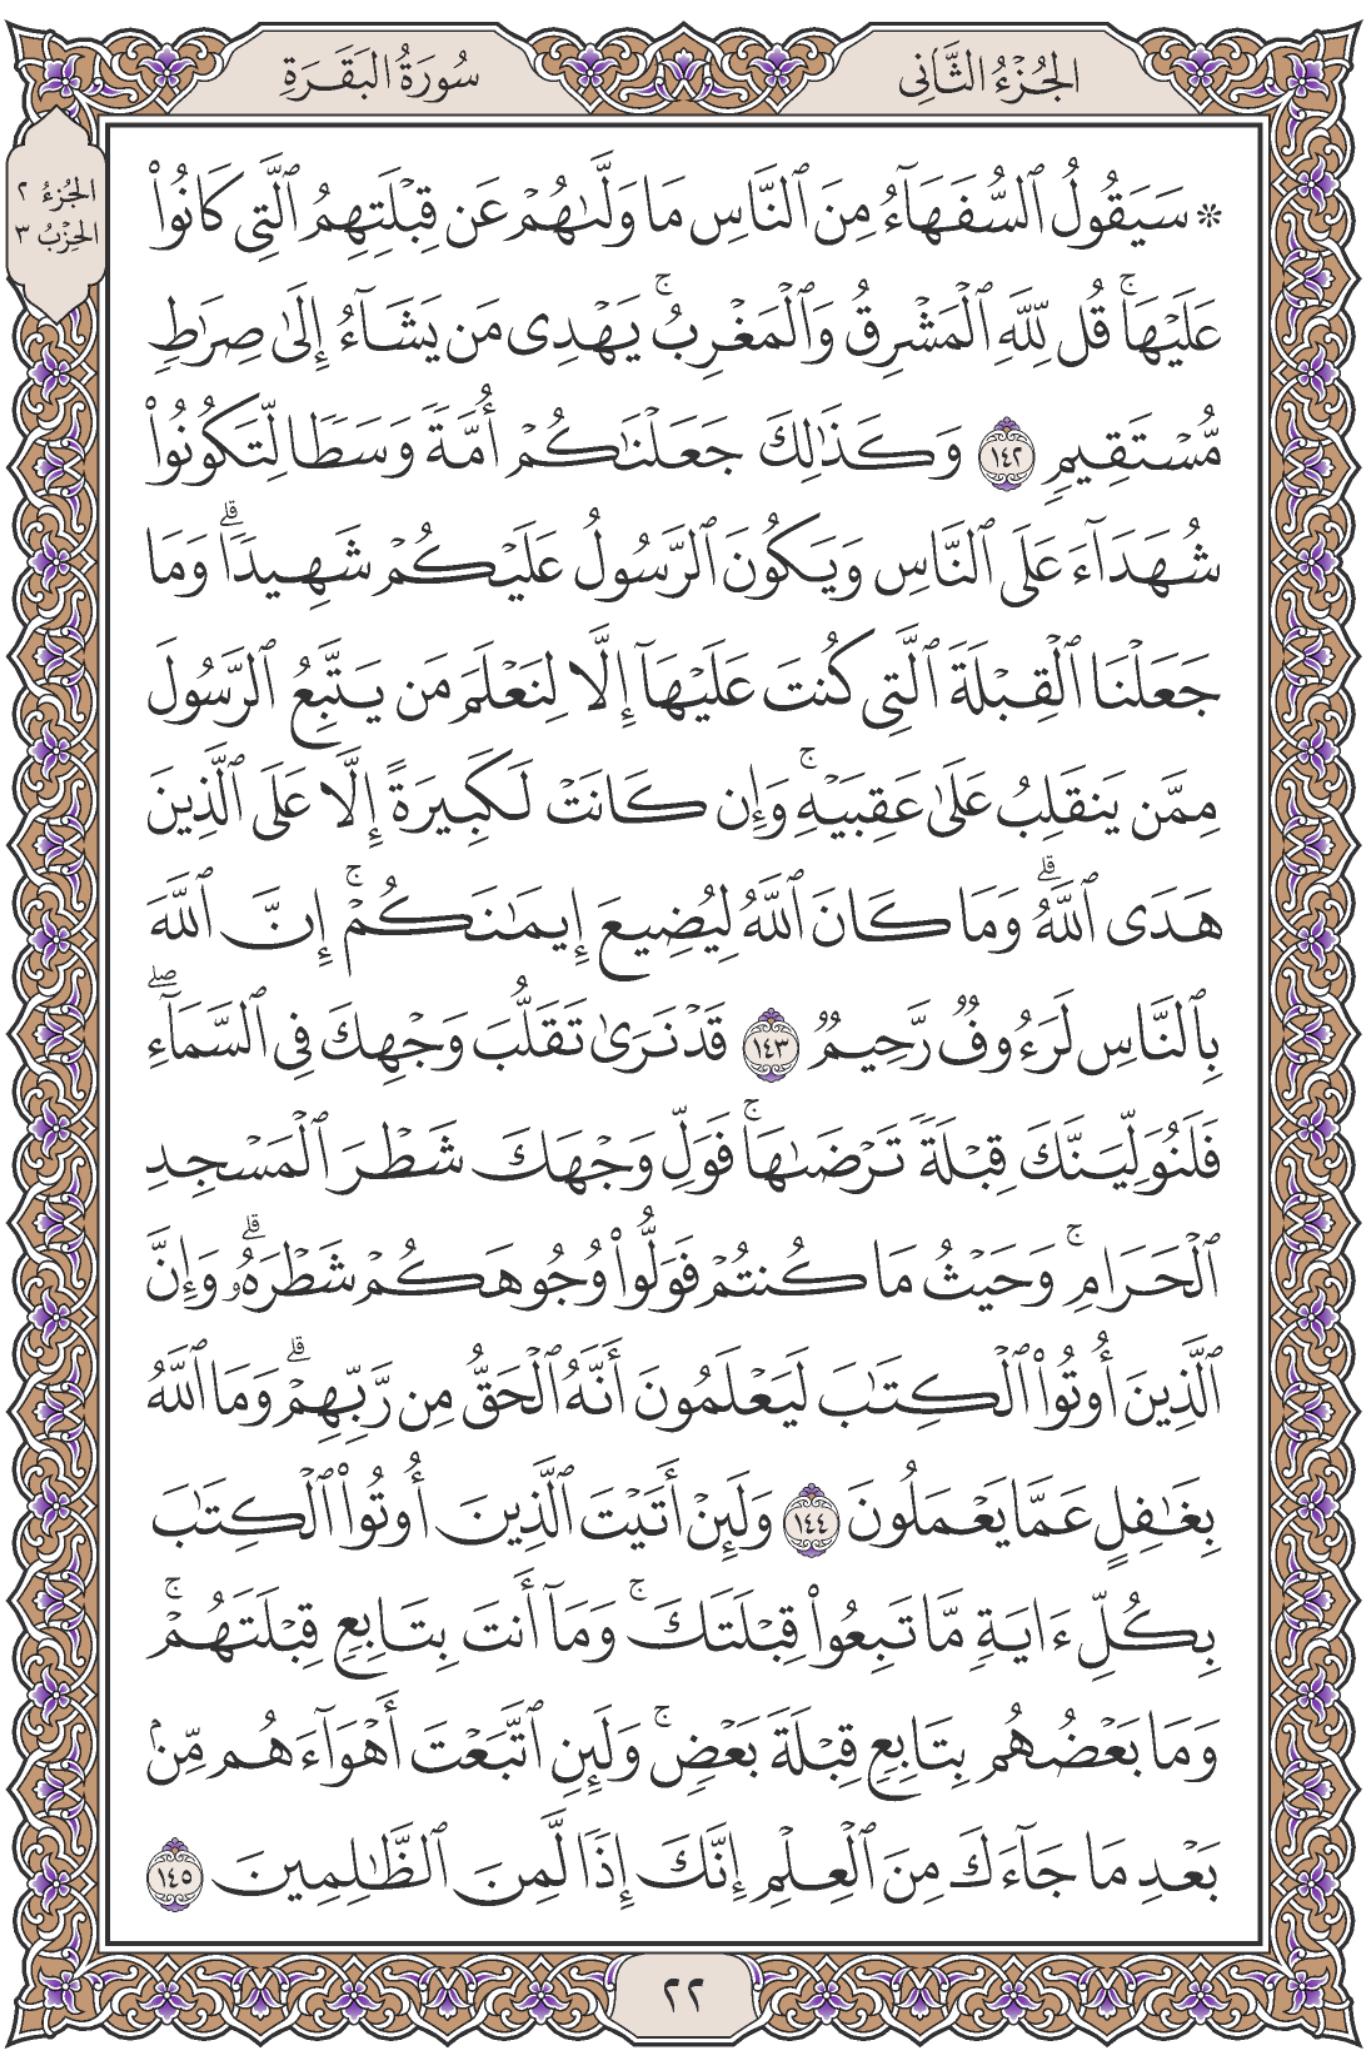 الجُزْءُ الثَّانِي
سُورَةُ البَقَرَةِ
الجُزءُ ٢
الحِزْبُ ٣
۞ سَيَقُولُ ٱلسُّفَهَآءُ مِنَ ٱلنَّاسِ مَا وَلَّىٰهُمْ عَن قِبْلَتِهِمُ ٱلَّتِى كَانُوا۟
عَلَيْهَا ۚ قُل لِّلَّهِ ٱلْمَشْرِقُ وَٱلْمَغْرِبُ ۚ يَهْدِى مَن يَشَآءُ إِلَىٰ صِرَٰطٍ
مُّسْتَقِيمٍ ١٤٢ وَكَذَٰلِكَ جَعَلْنَٰكُمْ أُمَّةً وَسَطًا لِّتَكُونُوا۟
شُهَدَآءَ عَلَى ٱلنَّاسِ وَيَكُونَ ٱلرَّسُولُ عَلَيْكُمْ شَهِيدًا ۗ وَمَا
جَعَلْنَا ٱلْقِبْلَةَ ٱلَّتِى كُنتَ عَلَيْهَآ إِلَّا لِنَعْلَمَ مَن يَتَّبِعُ ٱلرَّسُولَ
مِمَّن يَنقَلِبُ عَلَىٰ عَقِبَيْهِ ۚ وَإِن كَانَتْ لَكَبِيرَةً إِلَّا عَلَى ٱلَّذِينَ
هَدَى ٱللَّهُ ۗ وَمَا كَانَ ٱللَّهُ لِيُضِيعَ إِيمَٰنَكُمْ ۚ إِنَّ ٱللَّهَ
بِٱلنَّاسِ لَرَءُوفٌ رَّحِيمٌ ١٤٣ قَدْ نَرَىٰ تَقَلُّبَ وَجْهِكَ فِى ٱلسَّمَآءِ ۖ
فَلَنُوَلِّيَنَّكَ قِبْلَةً تَرْضَىٰهَا ۚ فَوَلِّ وَجْهَكَ شَطْرَ ٱلْمَسْجِدِ
ٱلْحَرَامِ ۚ وَحَيْثُ مَا كُنتُمْ فَوَلُّوا۟ وُجُوهَكُمْ شَطْرَهُۥ ۗ وَإِنَّ
ٱلَّذِينَ أُوتُوا۟ ٱلْكِتَٰبَ لَيَعْلَمُونَ أَنَّهُ ٱلْحَقُّ مِن رَّبِّهِمْ ۗ وَمَا ٱللَّهُ
بِغَٰفِلٍ عَمَّا يَعْمَلُونَ ١٤٤ وَلَئِنْ أَتَيْتَ ٱلَّذِينَ أُوتُوا۟ ٱلْكِتَٰبَ
بِكُلِّ ءَايَةٍ مَّا تَبِعُوا۟ قِبْلَتَكَ ۚ وَمَآ أَنتَ بِتَابِعٍ قِبْلَتَهُمْ ۚ
وَمَا بَعْضُهُم بِتَابِعٍ قِبْلَةَ بَعْضٍ ۚ وَلَئِنِ ٱتَّبَعْتَ أَهْوَآءَهُم مِّنۢ
بَعْدِ مَا جَآءَكَ مِنَ ٱلْعِلْمِ إِنَّكَ إِذًا لَّمِنَ ٱلظَّٰلِمِينَ ١٤٥
٢٢